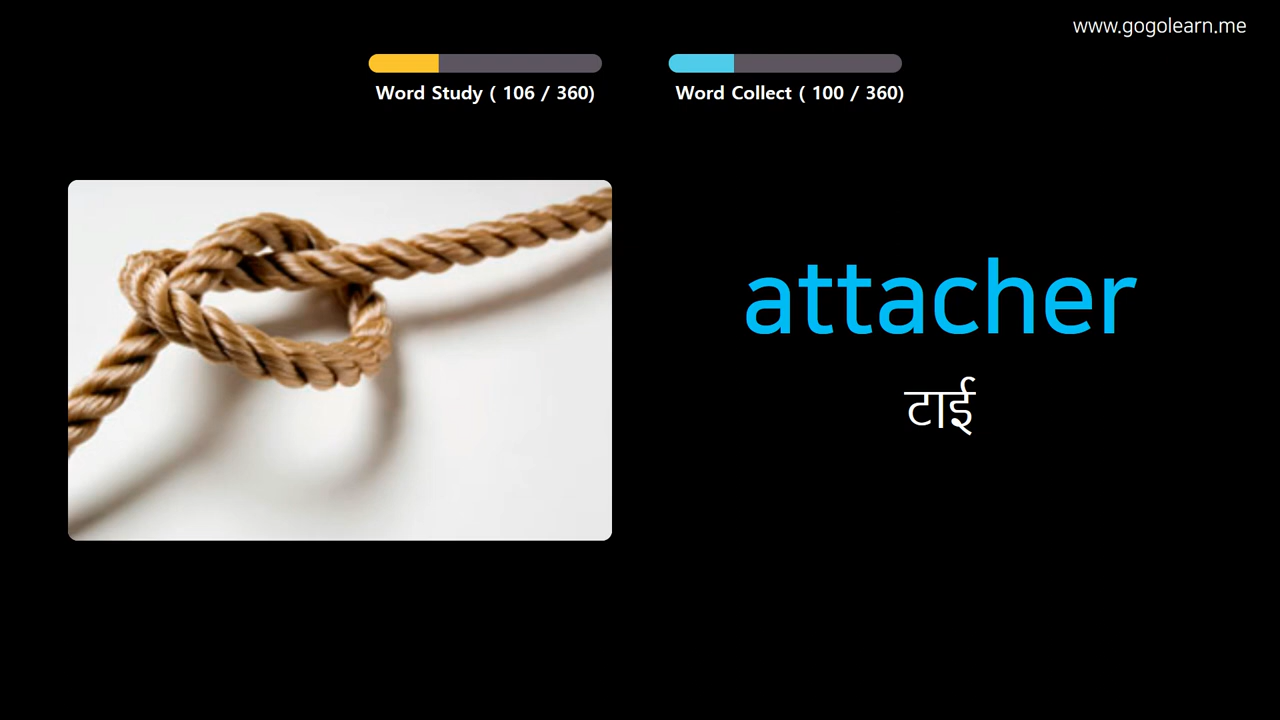 www.gogolearn.me
Word Study ( 106 / 360)
Word Collect ( 100 / 360)
attacher
टाई